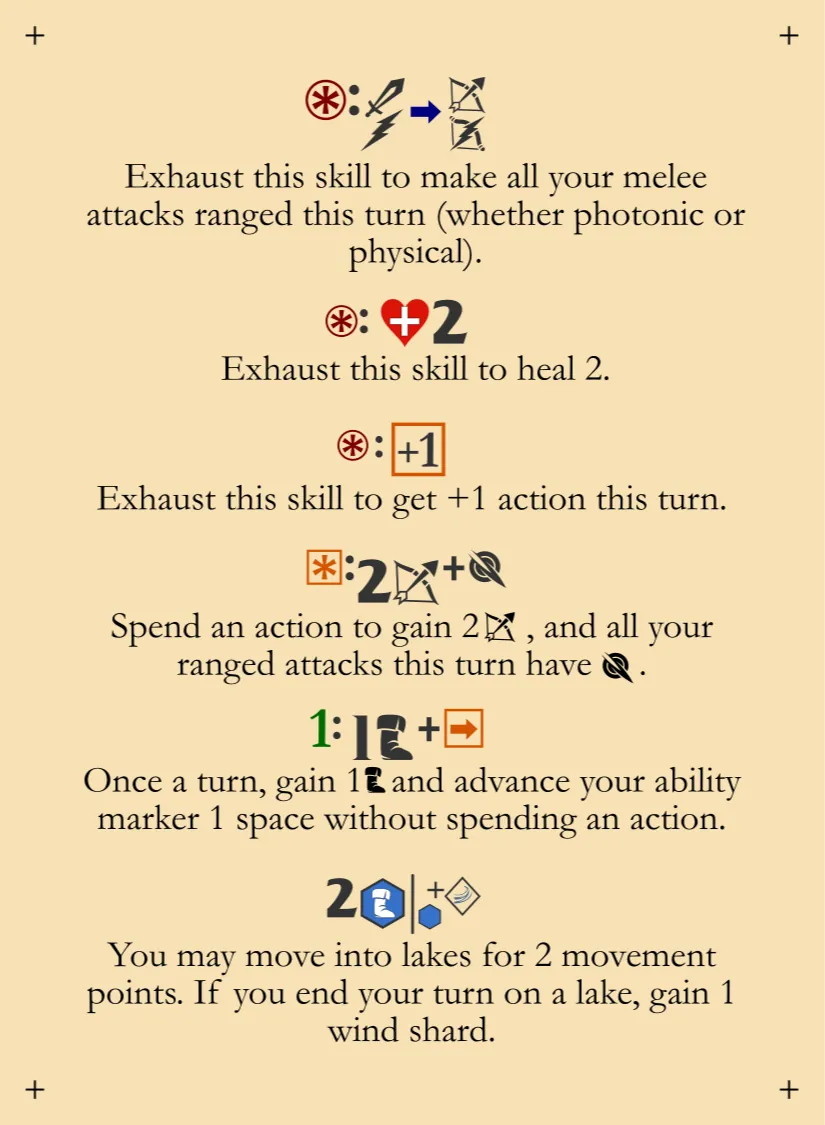 *:
Exhaust this skill to make all your melee
attacks ranged this turn (whether photonic or
physical).
*: +2
Exhaust this skill to heal 2.
*: +1
Exhaust this skill to get +1 action this turn.
*:2 +
Spend an action to gain 2 , and all your
ranged attacks this turn have .
1: 1 +
Once a turn, gain 1 and advance your ability
marker 1 space without spending an action.
2 | +
You may move into lakes for 2 movement
points. If you end your turn on a lake, gain 1
wind shard.